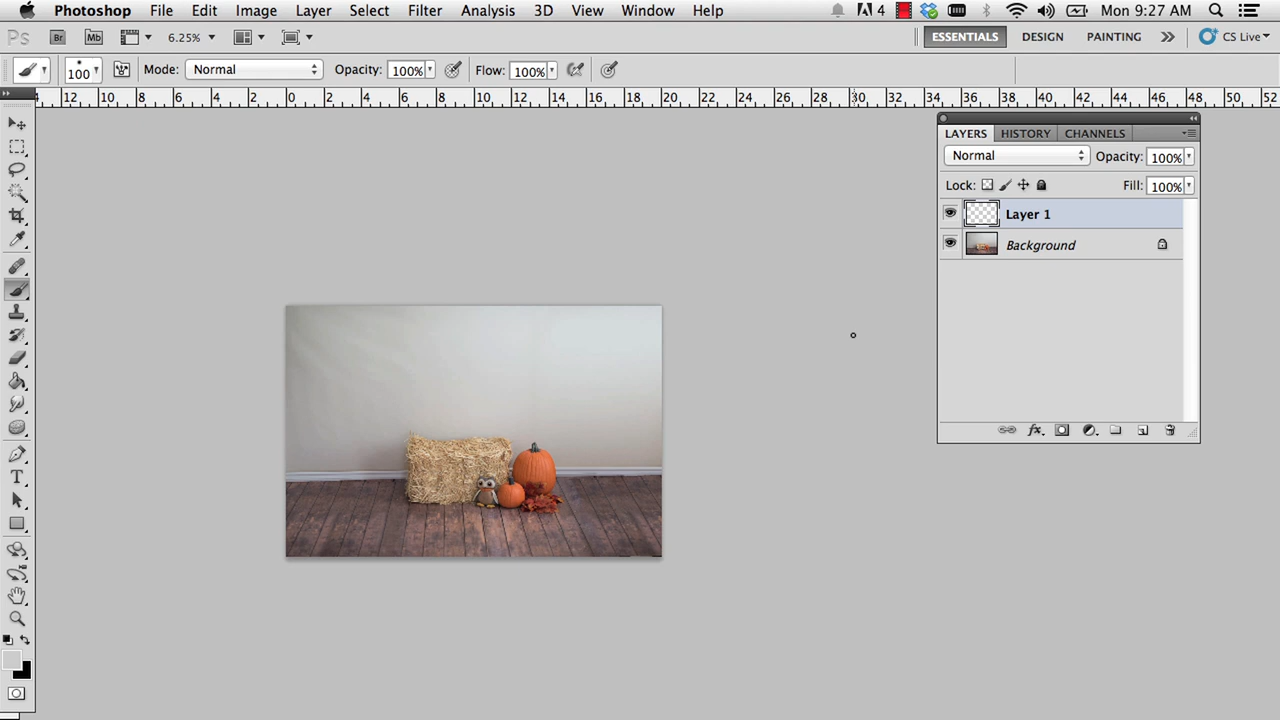 Photoshop File Edit Image Layer Select Filter Analysis 3D View Window Help 4 Mon 9:27 AM
Ps Br Mb 6.25% ESSENTIALS DESIGN PAINTING CS Live
100 Mode: Normal Opacity: 100% Flow: 100%
12 10 8 6 4 2 0 2 4 6 8 10 12 14 16 18 20 22 24 26 28 30 32 34 36 38 40 42 44 46 48 50 52
LAYERS HISTORY CHANNELS
Normal Opacity: 100%
Lock: Fill: 100%
Layer 1
Background
fx
T